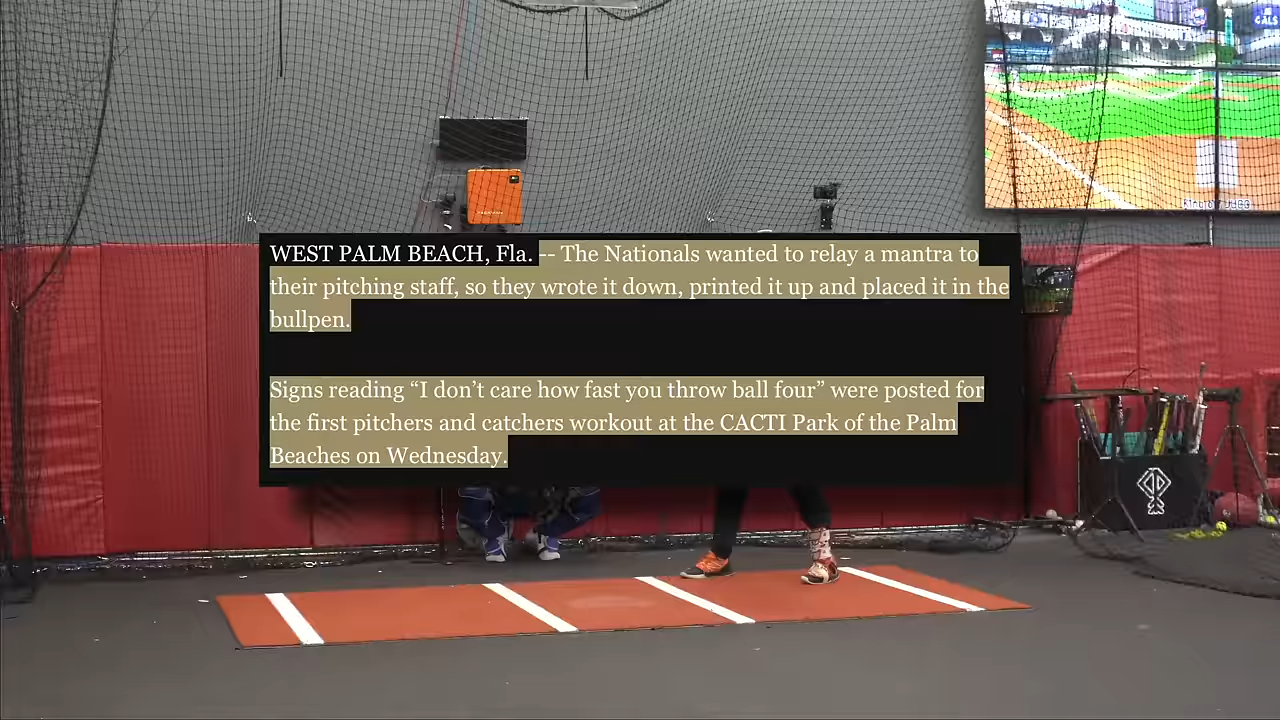 WEST PALM BEACH, Fla. -- The Nationals wanted to relay a mantra to
their pitching staff, so they wrote it down, printed it up and placed it in the
bullpen.
Signs reading “I don’t care how fast you throw ball four” were posted for
the first pitchers and catchers workout at the CACTI Park of the Palm
Beaches on Wednesday.